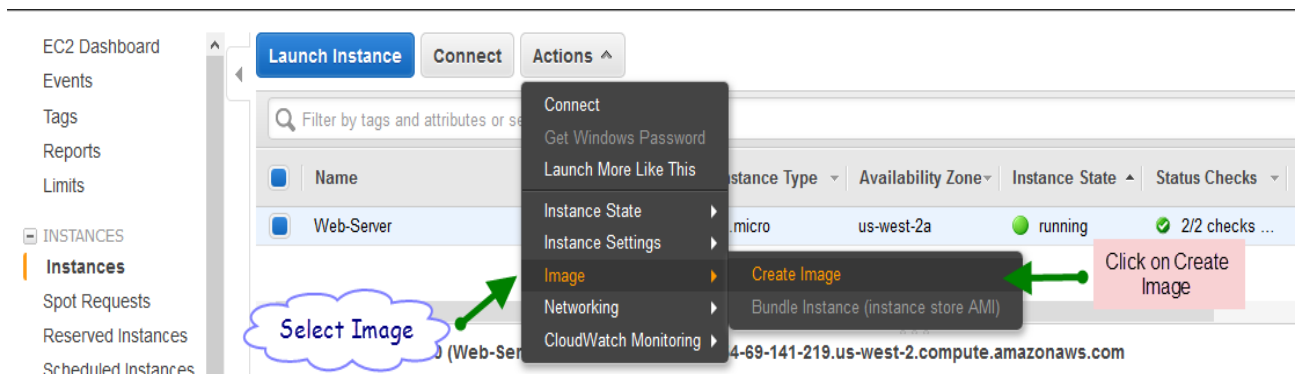 EC2 Dashboard
Events
Tags
Reports
Limits
INSTANCES
Instances
Spot Requests
Reserved Instances
Scheduled Instances
Launch Instance Connect Actions
Filter by tags and attributes or
Connect
Get Windows Password
Launch More Like This
Instance State
Instance Settings
Image
Networking
CloudWatch Monitoring
Create Image
Bundle Instance (instance store AMI)
Name Type Availability Zone Instance State Status Checks
Web-Server .micro us-west-2a running 2/2 checks ...
Select Image
Click on Create
Image
(Web-Ser 4-69-141-219.us-west-2.compute.amazonaws.com